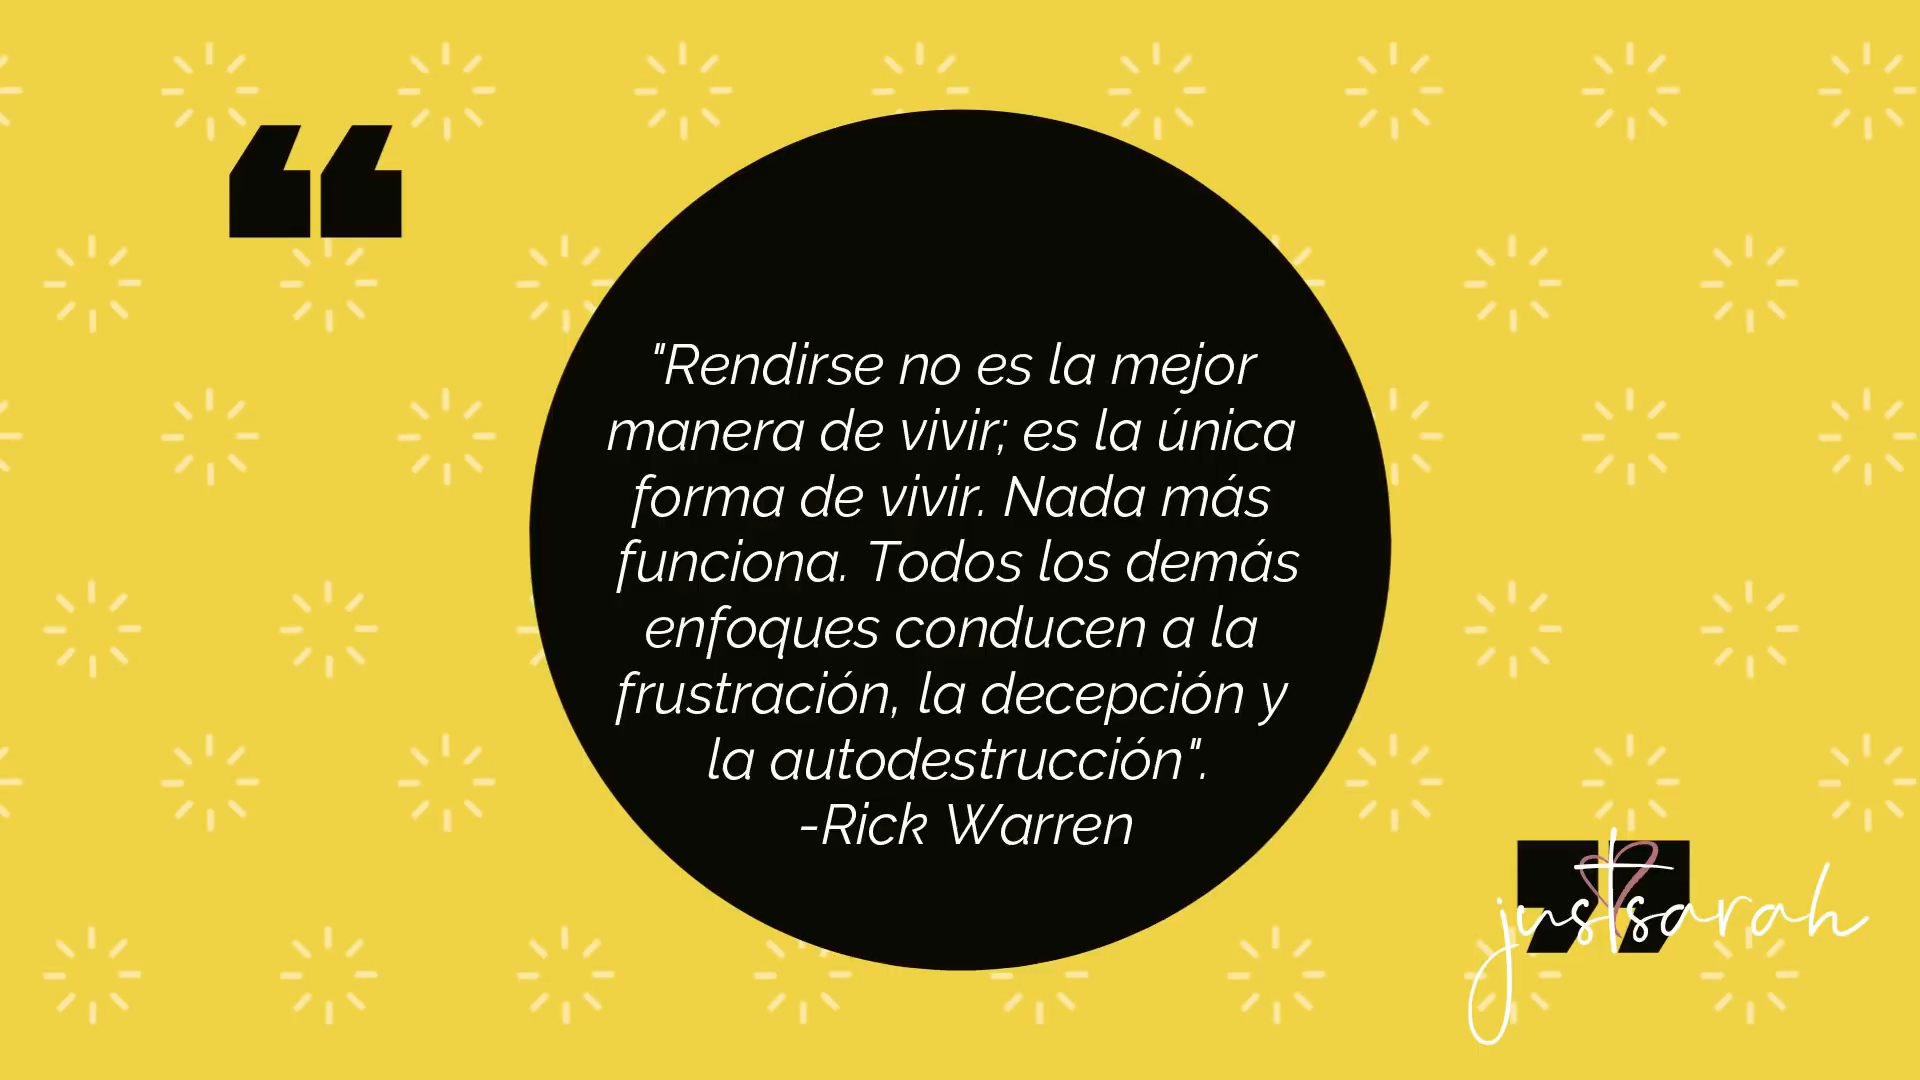 "Rendirse no es la mejor
manera de vivir; es la única
forma de vivir. Nada más
funciona. Todos los demás
enfoques conducen a la
frustración, la decepción y
la autodestrucción".
-Rick Warren
justsarah